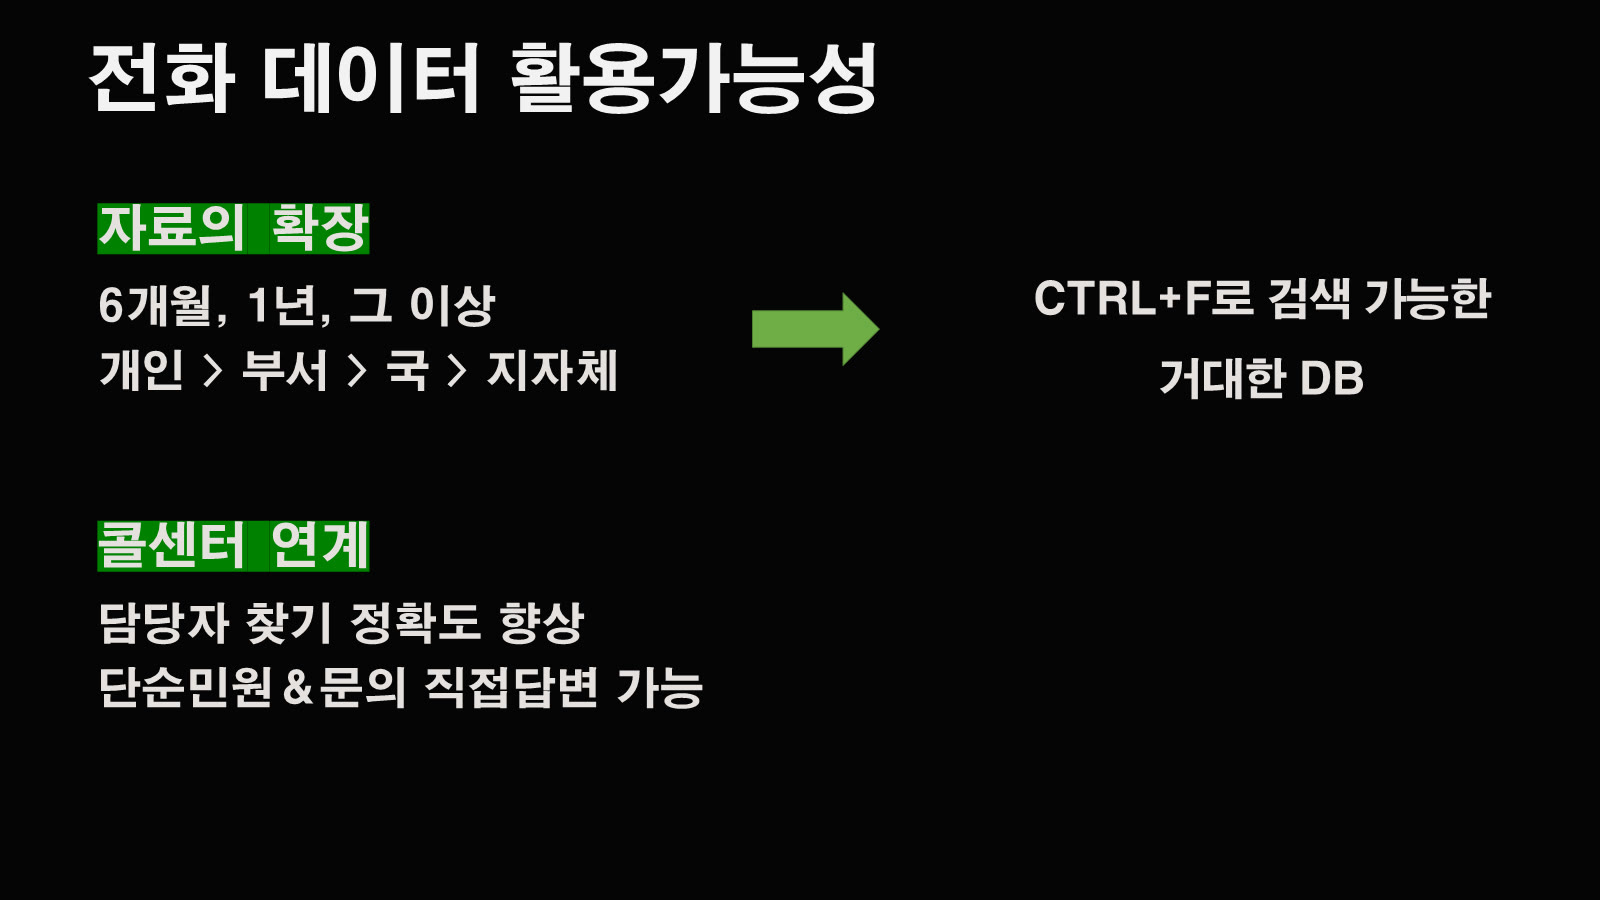 전화 데이터 활용가능성
자료의 확장
6개월, 1년, 그 이상
개인 > 부서 > 국 > 지자체
CTRL+F로 검색 가능한
거대한 DB
콜센터 연계
담당자 찾기 정확도 향상
단순민원&문의 직접답변 가능